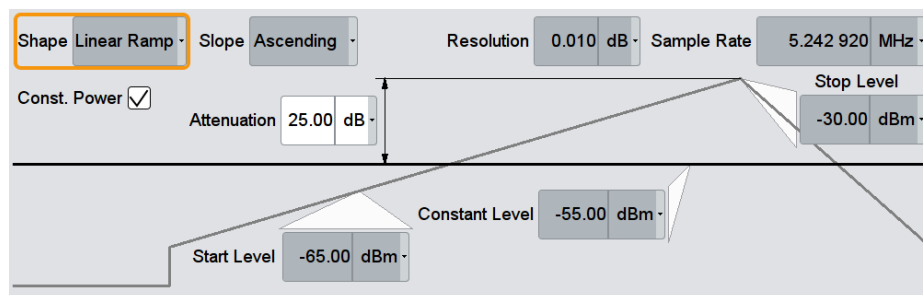 Shape Linear Ramp Slope Ascending Resolution 0.010 dB Sample Rate 5.242 920 MHz
Const. Power
Stop Level
Attenuation 25.00 dB
-30.00 dBm
Constant Level -55.00 dBm
Start Level -65.00 dBm